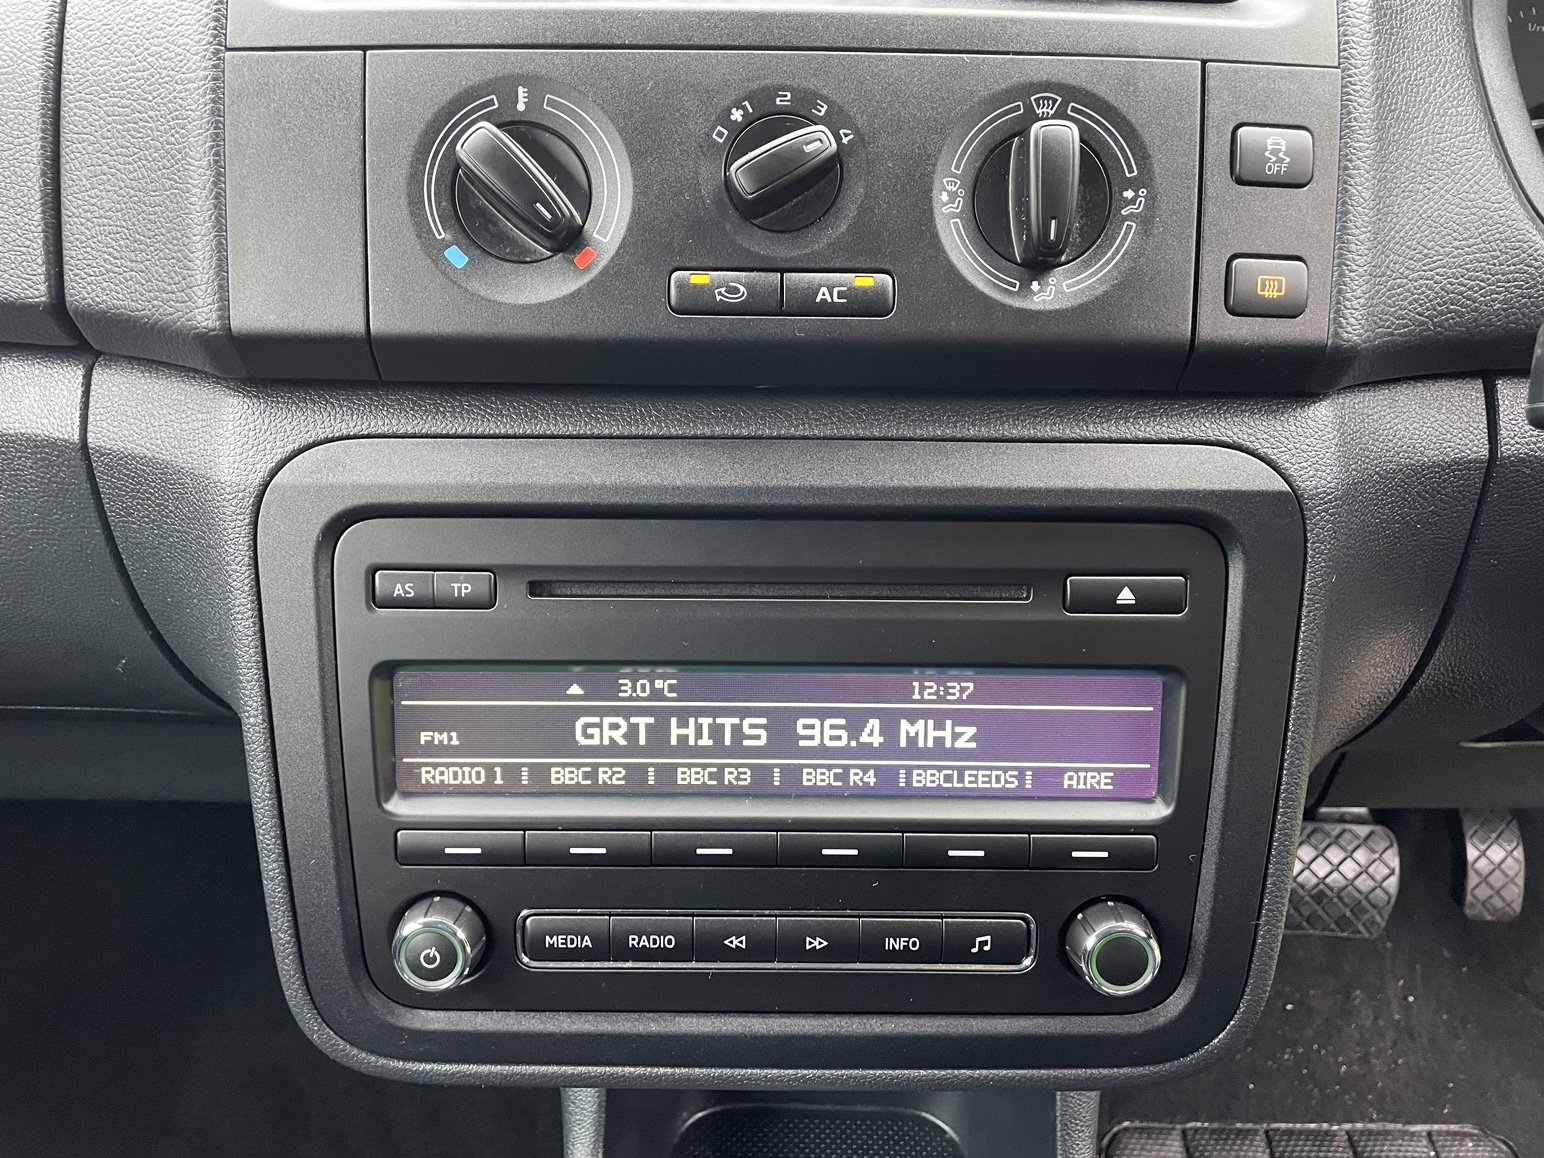 0 1 2 3 4
OFF
AC
AS TP
3.0 °C 12:37
FM1 GRT HITS 96.4 MHz
RADIO 1 BBC R2 BBC R3 BBC R4 BBCLEEDS AIRE
MEDIA RADIO INFO